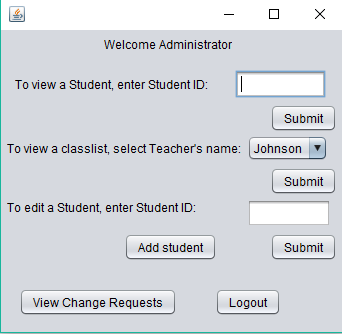 Welcome Administrator
To view a Student, enter Student ID:
Submit
To view a classlist, select Teacher's name: Johnson
Submit
To edit a Student, enter Student ID:
Add student Submit
View Change Requests Logout